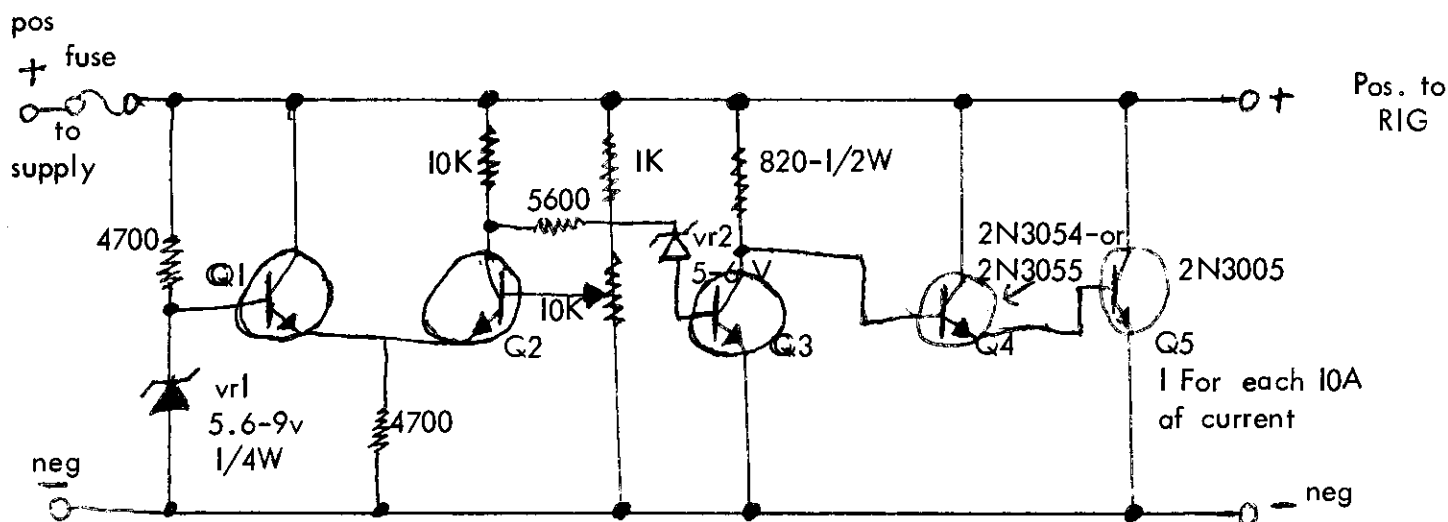 pos
+
fuse
to
supply
+
Pos. to
RIG
10K
1K
820-1/2W
5600
4700
Q1
vr2
5-6 V
2N3054-or
2N3055
2N3005
10K
Q2
Q3
Q4
Q5
vr1
5.6-9v
1/4W
4700
1 For each 10A
af current
neg
-
- neg